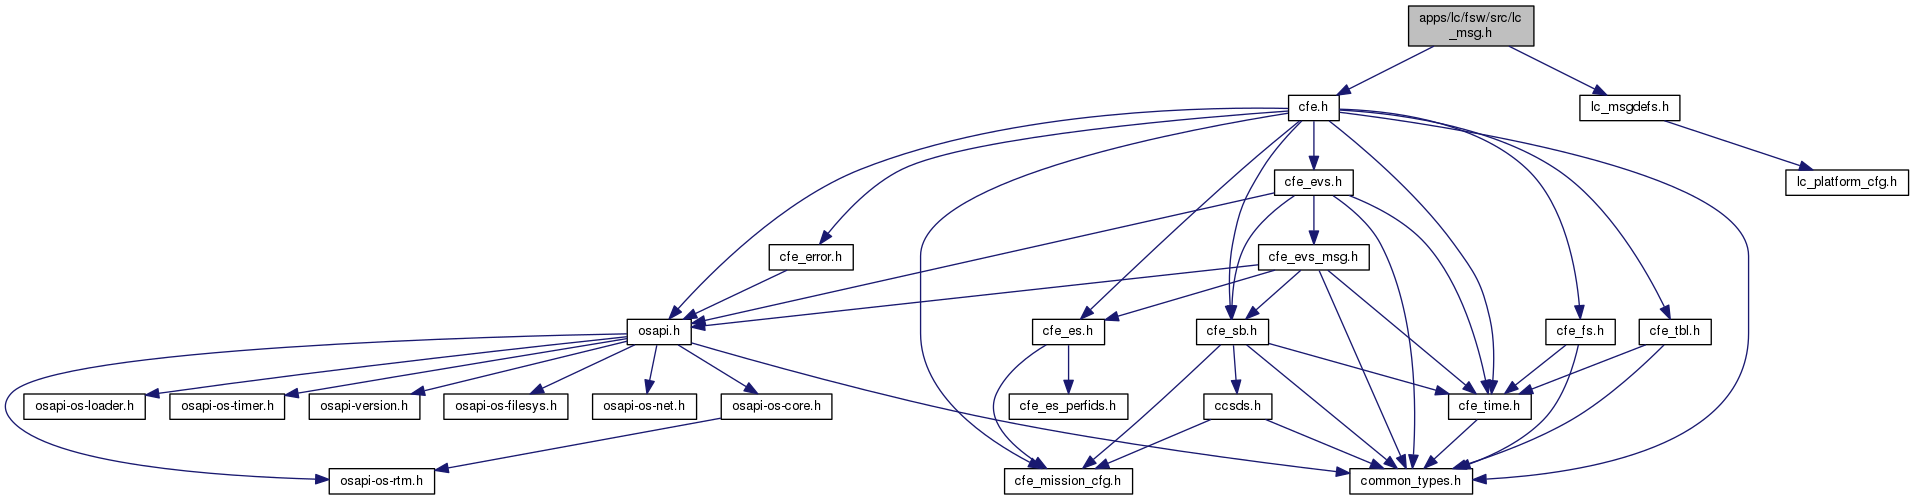 apps/lc/fsw/src/lc
_msg.h
cfe.h
lc_msgdefs.h
cfe_evs.h
lc_platform_cfg.h
cfe_error.h
cfe_evs_msg.h
osapi.h
cfe_es.h
cfe_sb.h
cfe_fs.h
cfe_tbl.h
osapi-os-loader.h
osapi-os-timer.h
osapi-version.h
osapi-os-filesys.h
osapi-os-net.h
osapi-os-core.h
cfe_es_perfids.h
ccsds.h
cfe_time.h
osapi-os-rtm.h
cfe_mission_cfg.h
common_types.h